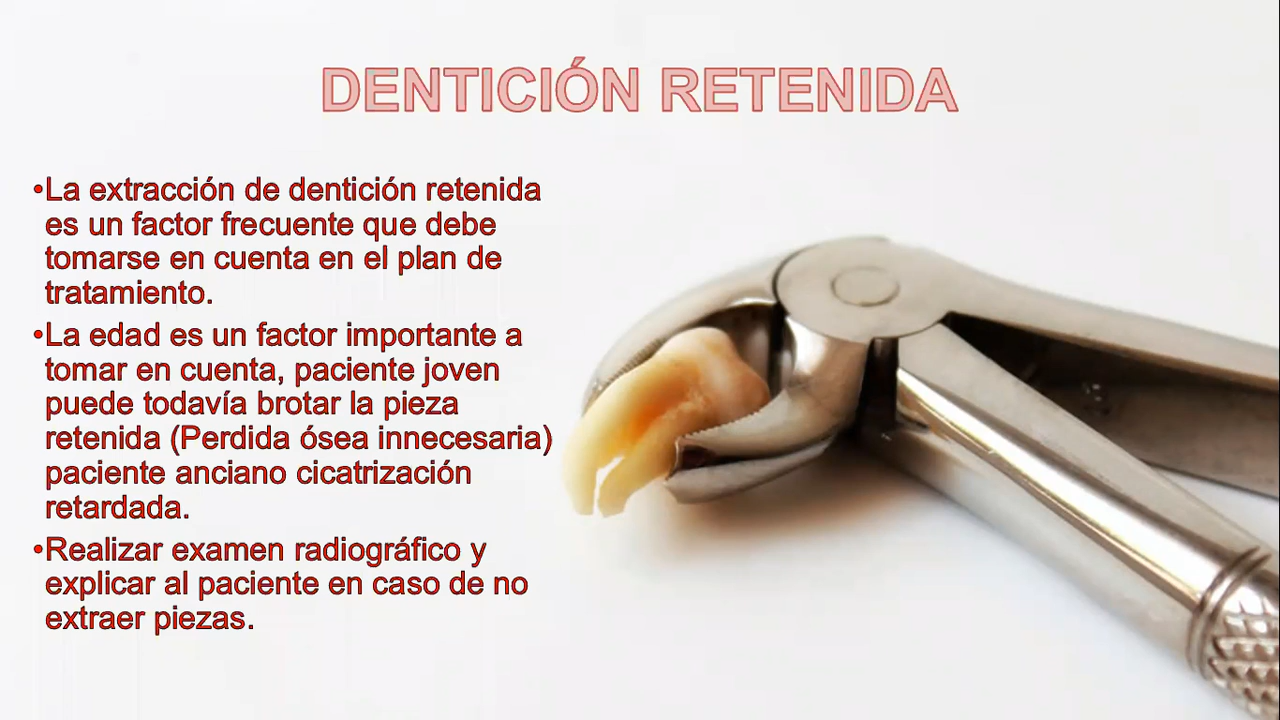 DENTICIÓN RETENIDA
•La extracción de dentición retenida
es un factor frecuente que debe
tomarse en cuenta en el plan de
tratamiento.
•La edad es un factor importante a
tomar en cuenta, paciente joven
puede todavía brotar la pieza
retenida (Perdida ósea innecesaria)
paciente anciano cicatrización
retardada.
•Realizar examen radiográfico y
explicar al paciente en caso de no
extraer piezas.